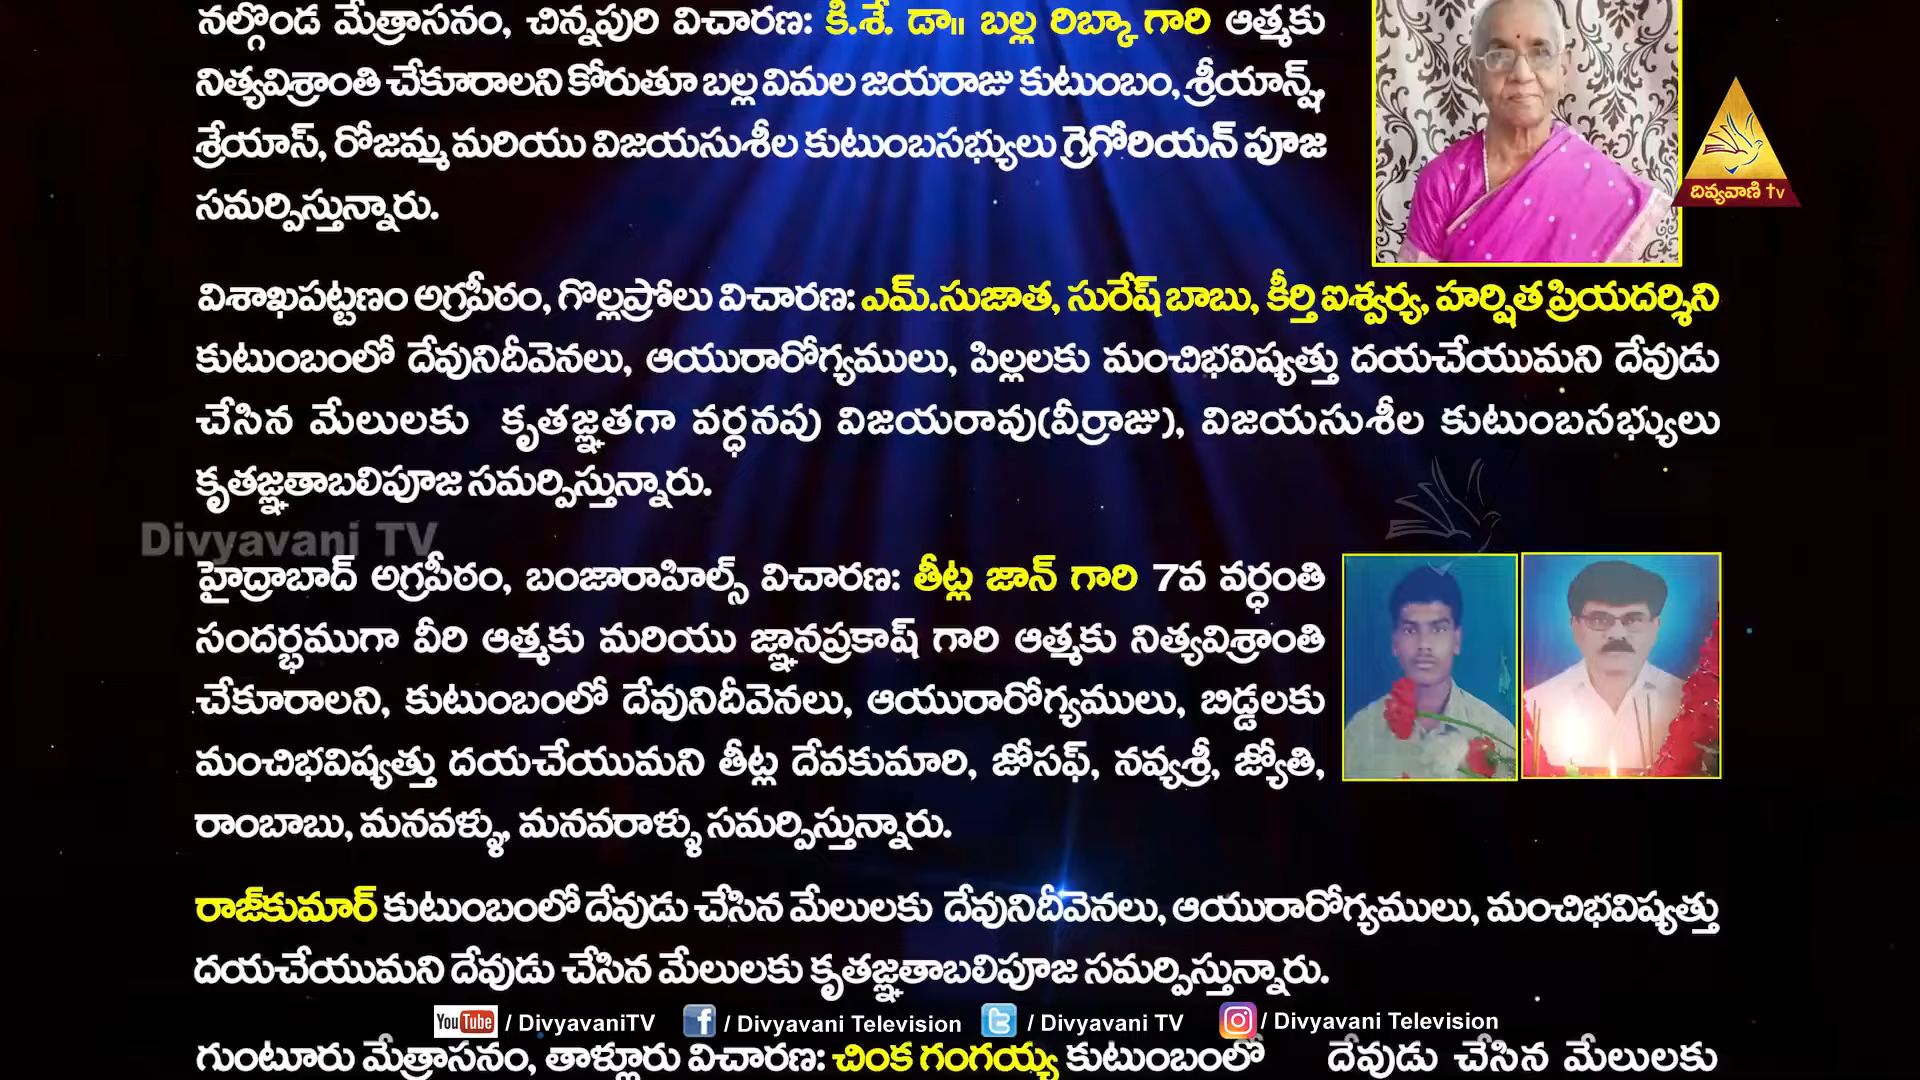 నల్గొండ మేత్రాసనం, చిన్నపురి విచారణ: కీ.శే. డా॥ బల్ల రిబ్కా గారి ఆత్మకు
నిత్యవిశ్రాంతి చేకూరాలని కోరుతూ బల్ల విమల జయరాజు కుటుంబం, శ్రీయాన్ష్,
శ్రేయాస్, రోజమ్మ మరియు విజయసుశీల కుటుంబసభ్యులు గ్రెగోరియన్ పూజ
సమర్పిస్తున్నారు.
దివ్యవాణి tv
విశాఖపట్టణం అగ్రపీఠం, గొల్లప్రోలు విచారణ: ఎమ్.సుజాత, సురేష్ బాబు, కీర్తి ఐశ్వర్య, హర్షిత ప్రియదర్శిని
కుటుంబంలో దేవునిదీవెనలు, ఆయురారోగ్యములు, పిల్లలకు మంచిభవిష్యత్తు దయచేయుమని దేవుడు
చేసిన మేలులకు కృతజ్ఞతగా వర్ధనపు విజయరావు(వీర్రాజు), విజయసుశీల కుటుంబసభ్యులు
కృతజ్ఞతాబలిపూజ సమర్పిస్తున్నారు.
Divyavani TV
హైద్రాబాద్ అగ్రపీఠం, బంజారాహిల్స్ విచారణ: తీట్ల జాన్ గారి 7వ వర్ధంతి
సందర్భముగా వీరి ఆత్మకు మరియు జ్ఞానప్రకాష్ గారి ఆత్మకు నిత్యవిశ్రాంతి
చేకూరాలని, కుటుంబంలో దేవునిదీవెనలు, ఆయురారోగ్యములు, బిడ్డలకు
మంచిభవిష్యత్తు దయచేయుమని తీట్ల దేవకుమారి, జోసఫ్, నవ్యశ్రీ, జ్యోతి,
రాంబాబు, మనవళ్ళు, మనవరాళ్ళు సమర్పిస్తున్నారు.
రాజ్‌కుమార్ కుటుంబంలో దేవుడు చేసిన మేలులకు దేవునిదీవెనలు, ఆయురారోగ్యములు, మంచిభవిష్యత్తు
దయచేయుమని దేవుడు చేసిన మేలులకు కృతజ్ఞతాబలిపూజ సమర్పిస్తున్నారు.
YouTube / DivyavaniTV / Divyavani Television / Divyavani TV / Divyavani Television
గుంటూరు మేత్రాసనం, తాళ్లూరు విచారణ: చింక గంగయ్య కుటుంబంలో దేవుడు చేసిన మేలులకు